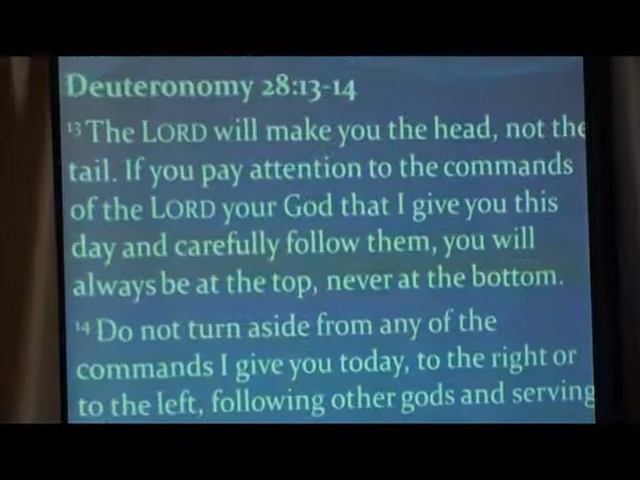 Deuteronomy 28:13-14
13 The LORD will make you the head, not the
tail. If you pay attention to the commands
of the LORD your God that I give you this
day and carefully follow them, you will
always be at the top, never at the bottom.
14 Do not turn aside from any of the
commands I give you today, to the right or
to the left, following other gods and serving